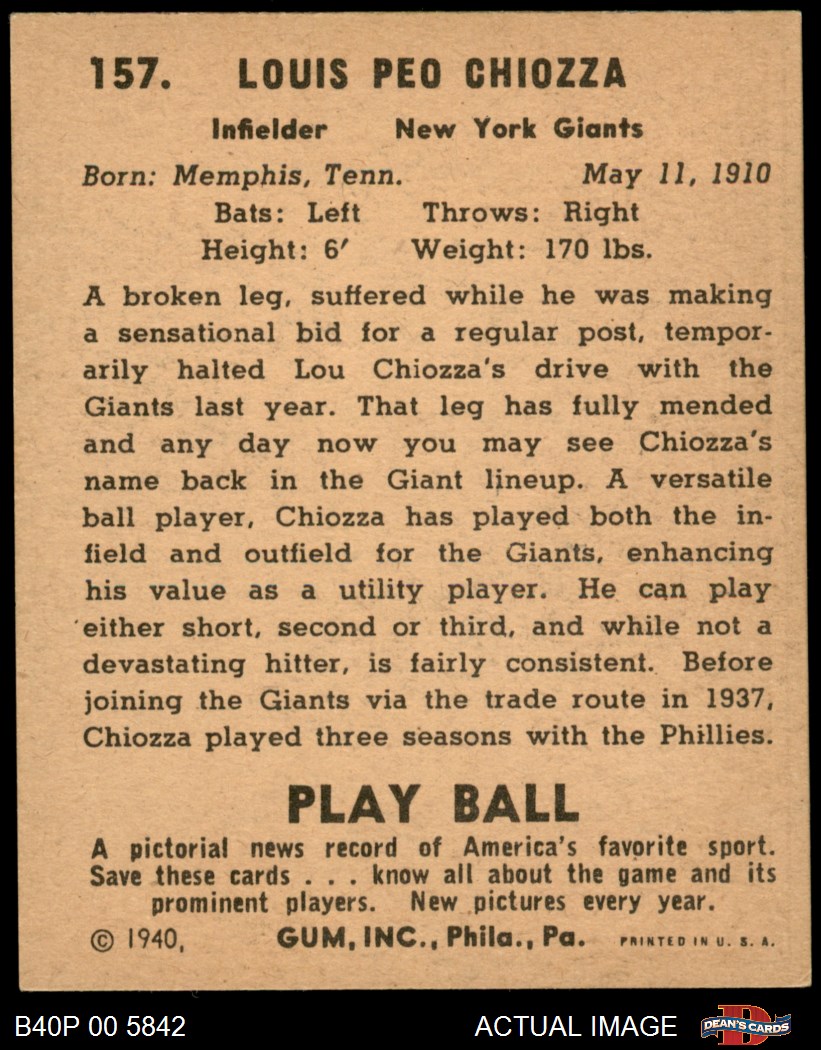 157. LOUIS PEO CHIOZZA
Infielder New York Giants
Born: Memphis, Tenn. May 11, 1910
Bats: Left Throws: Right
Height: 6′ Weight: 170 lbs.
A broken leg, suffered while he was making
a sensational bid for a regular post, tempor-
arily halted Lou Chiozza's drive with the
Giants last year. That leg has fully mended
and any day now you may see Chiozza's
name back in the Giant lineup. A versatile
ball player, Chiozza has played both the in-
field and outfield for the Giants, enhancing
his value as a utility player. He can play
either short, second or third, and while not a
devastating hitter, is fairly consistent. Before
joining the Giants via the trade route in 1937,
Chiozza played three seasons with the Phillies.
PLAY BALL
A pictorial news record of America's favorite sport.
Save these cards . . . know all about the game and its
prominent players. New pictures every year.
© 1940, GUM, INC., Phila., Pa. PRINTED IN U. S. A.
B40P 00 5842 ACTUAL IMAGE D DEAN'S CARDS